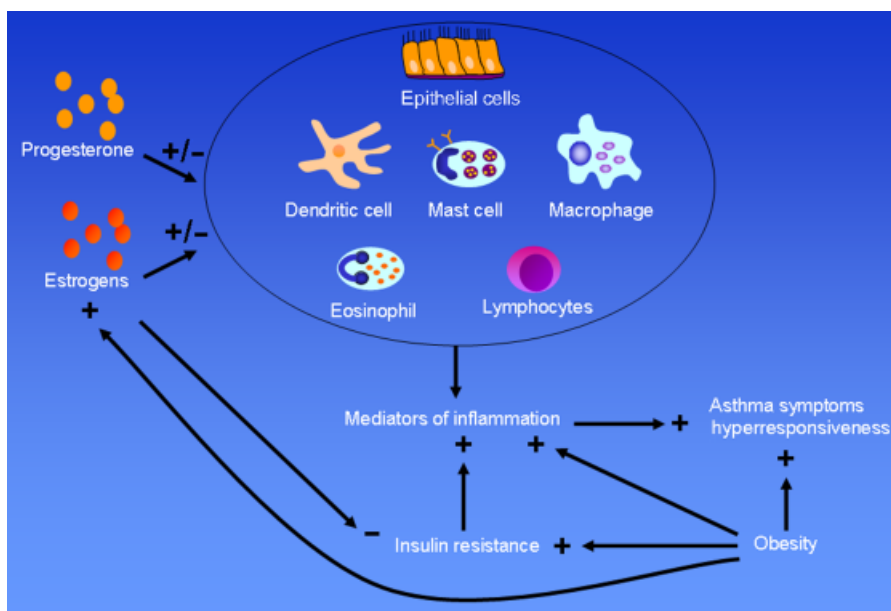 Epithelial cells
Progesterone
+/-
Dendritic cell
Mast cell
Macrophage
+/-
Estrogens
+
Eosinophil
Lymphocytes
Mediators of inflammation
+
Asthma symptoms
hyperresponsiveness
+
+
+
-
Insulin resistance
+
Obesity